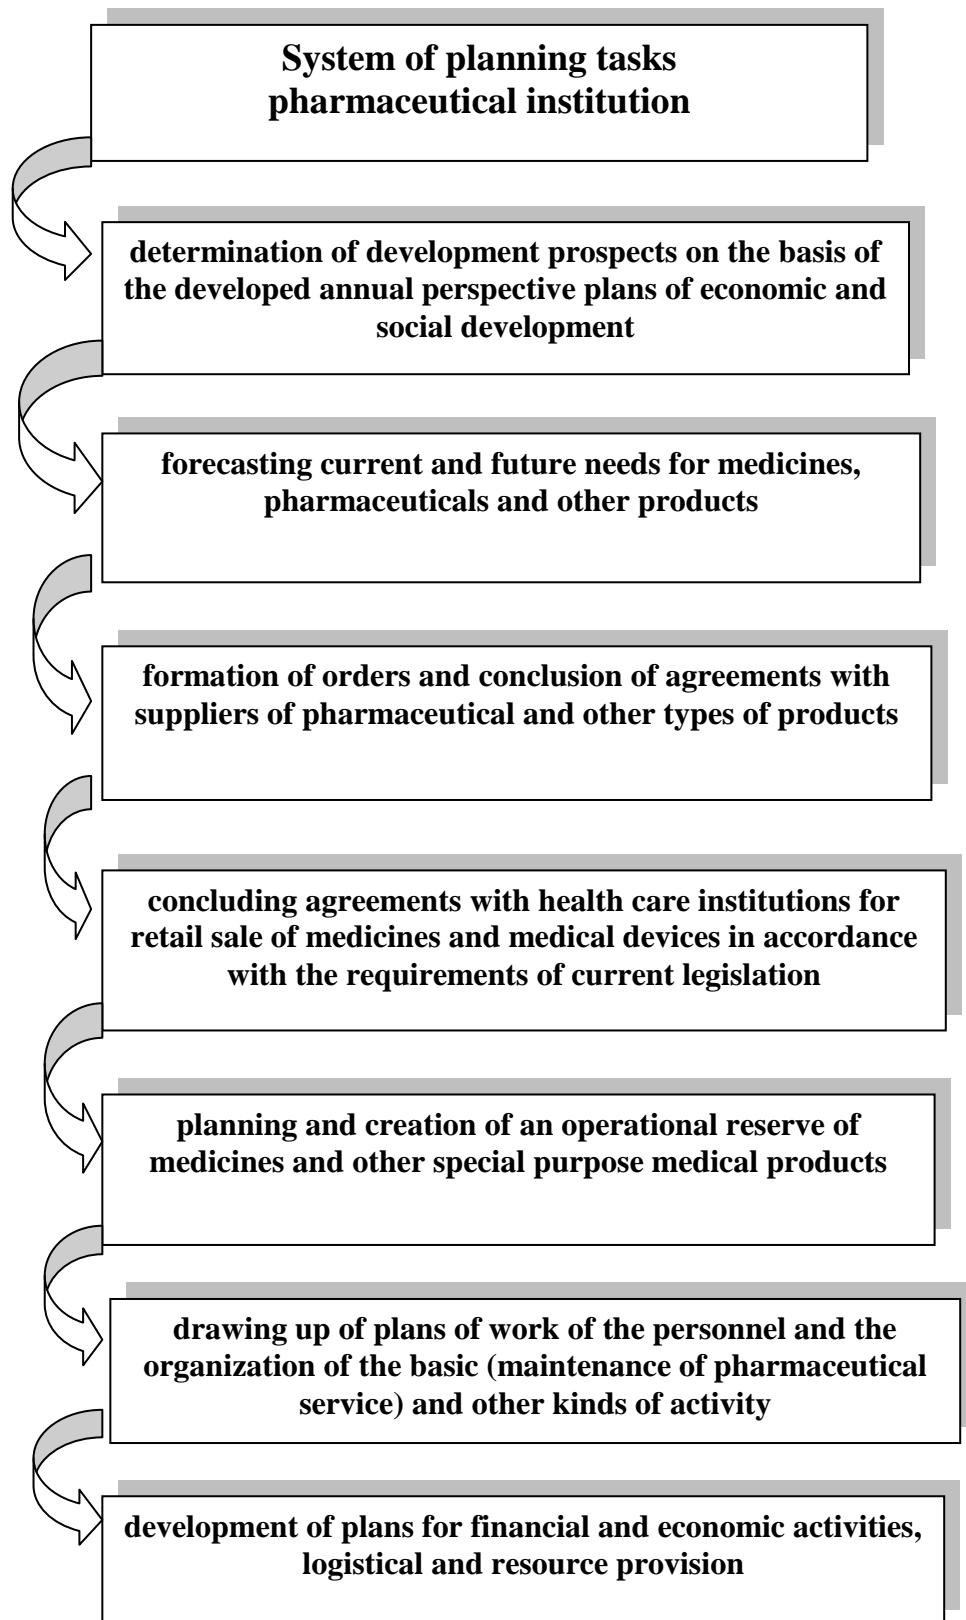 System of planning tasks
pharmaceutical institution
determination of development prospects on the basis of
the developed annual perspective plans of economic and
social development
forecasting current and future needs for medicines,
pharmaceuticals and other products
formation of orders and conclusion of agreements with
suppliers of pharmaceutical and other types of products
concluding agreements with health care institutions for
retail sale of medicines and medical devices in accordance
with the requirements of current legislation
planning and creation of an operational reserve of
medicines and other special purpose medical products
drawing up of plans of work of the personnel and the
organization of the basic (maintenance of pharmaceutical
service) and other kinds of activity
development of plans for financial and economic activities,
logistical and resource provision